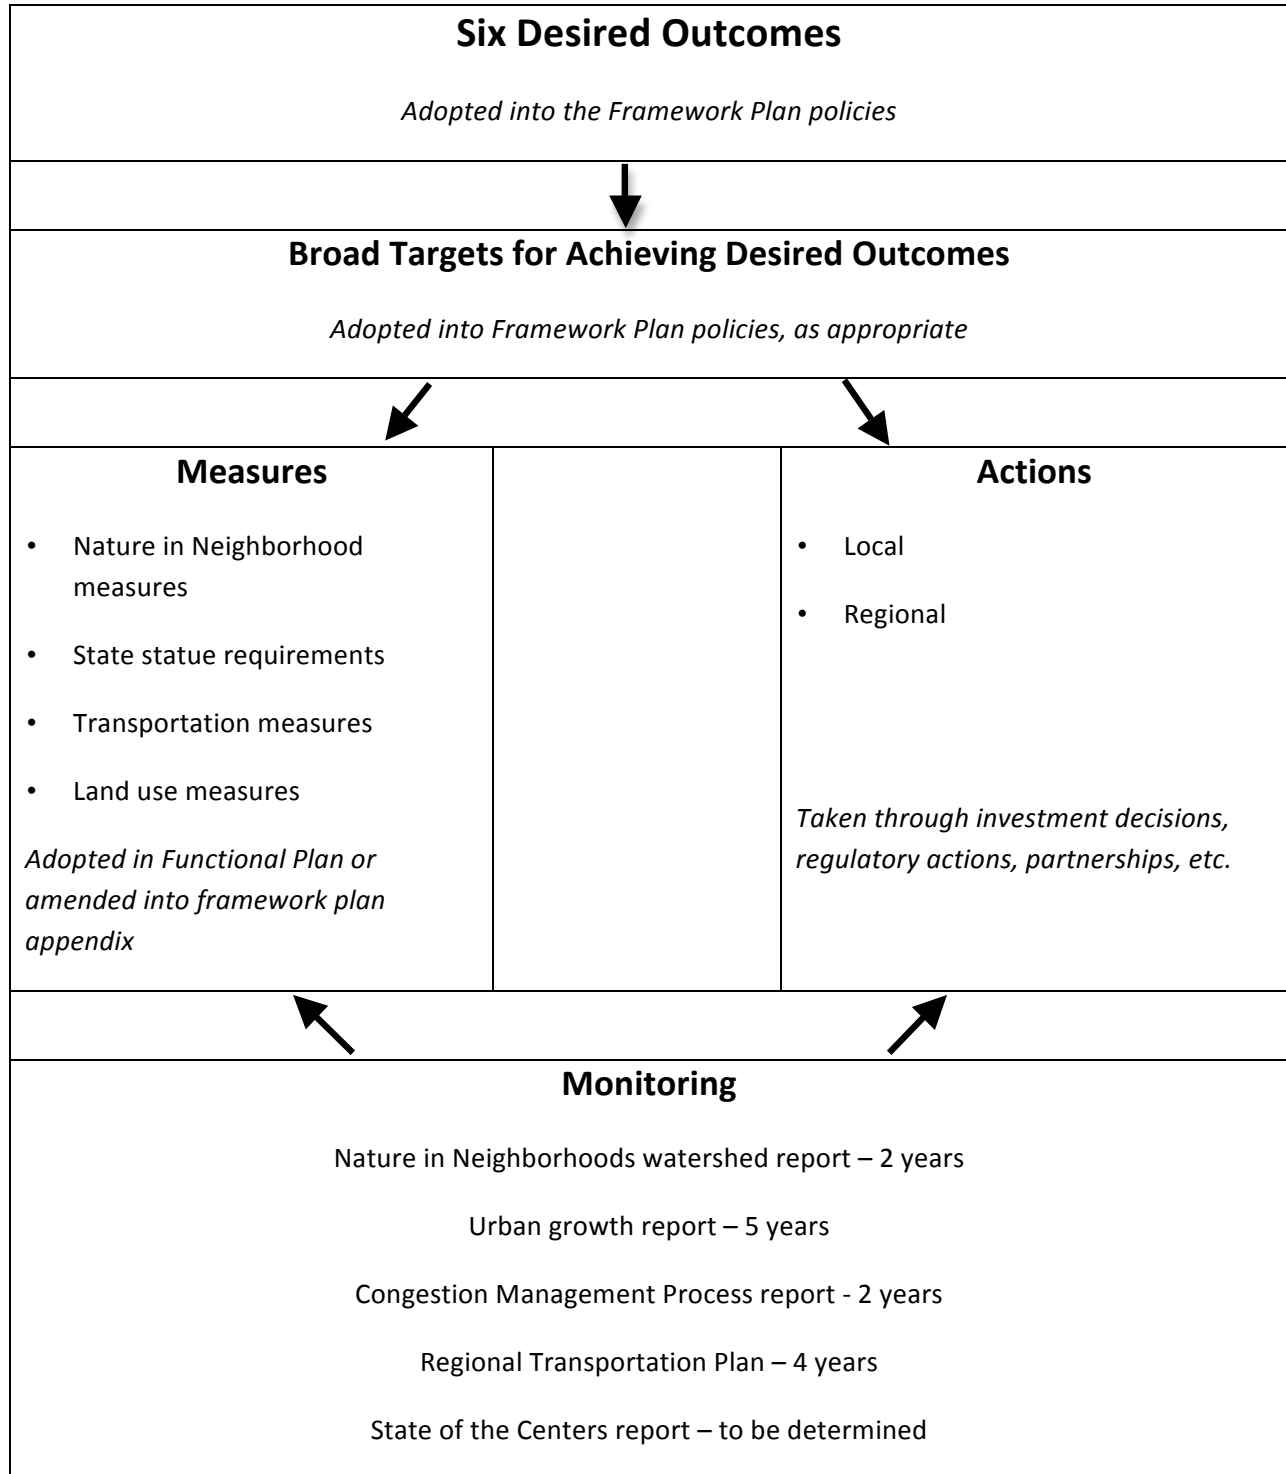 Six Desired Outcomes
Adopted into the Framework Plan policies
Broad Targets for Achieving Desired Outcomes
Adopted into Framework Plan policies, as appropriate
Measures
• Nature in Neighborhood
measures
• State statue requirements
• Transportation measures
• Land use measures
Adopted in Functional Plan or
amended into framework plan
appendix
Actions
• Local
• Regional
Taken through investment decisions,
regulatory actions, partnerships, etc.
Monitoring
Nature in Neighborhoods watershed report – 2 years
Urban growth report – 5 years
Congestion Management Process report - 2 years
Regional Transportation Plan – 4 years
State of the Centers report – to be determined